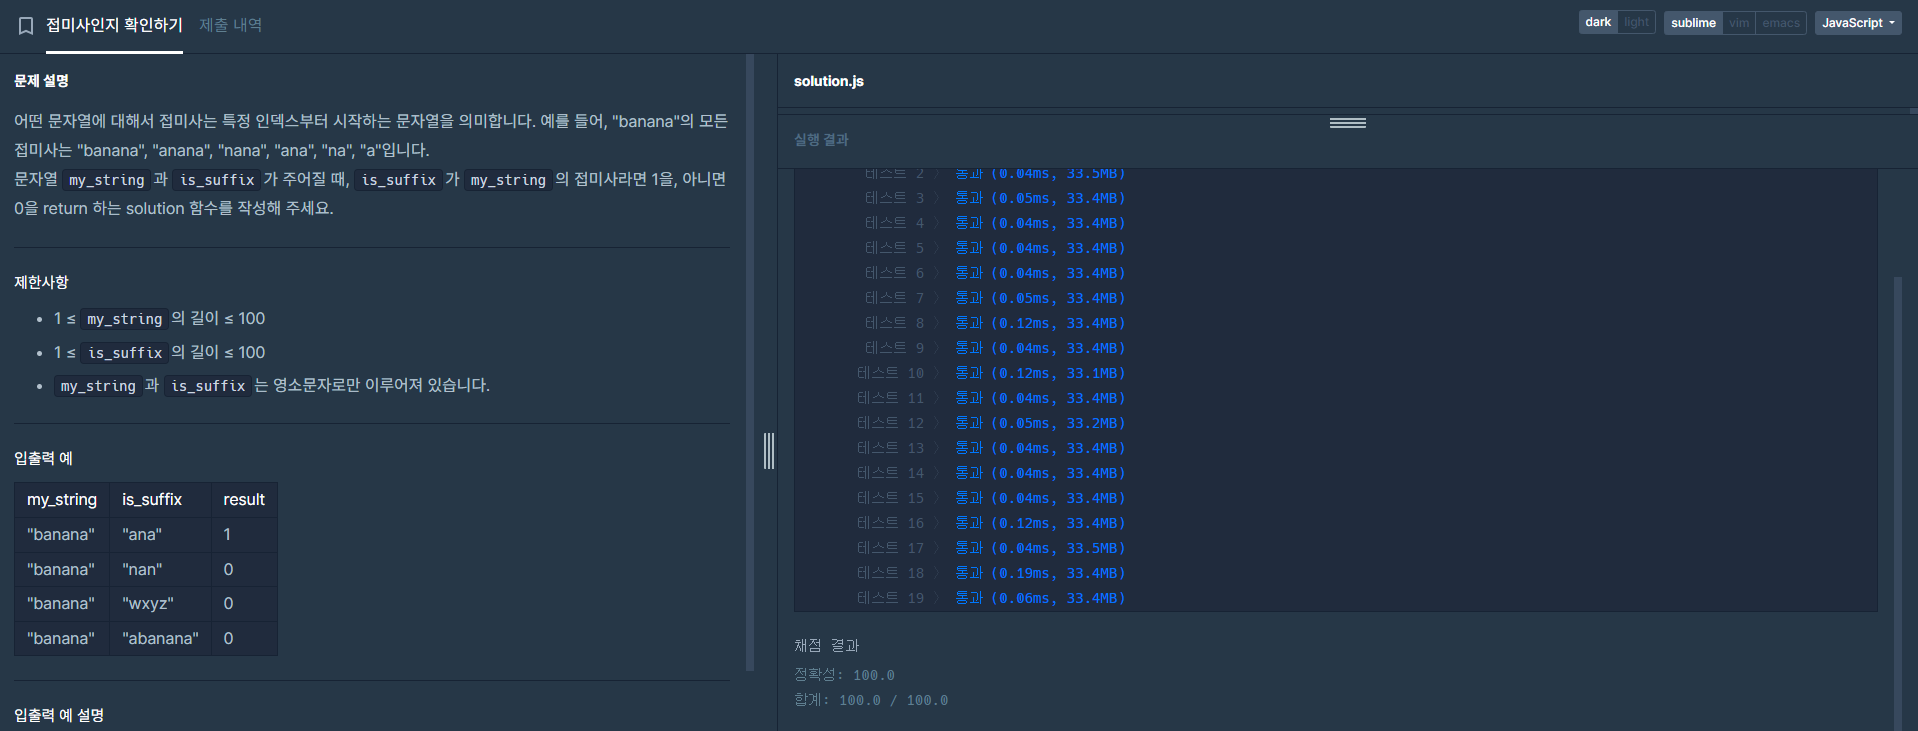 접미사인지 확인하기 제출 내역
dark light sublime vim emacs JavaScript
문제 설명
어떤 문자열에 대해서 접미사는 특정 인덱스부터 시작하는 문자열을 의미합니다. 예를 들어, "banana"의 모든
접미사는 "banana", "anana", "nana", "ana", "na", "a"입니다.
문자열 my_string 과 is_suffix 가 주어질 때, is_suffix 가 my_string 의 접미사라면 1을, 아니면
0을 return 하는 solution 함수를 작성해 주세요.
제한사항
• 1 ≤ my_string 의 길이 ≤ 100
• 1 ≤ is_suffix 의 길이 ≤ 100
• my_string 과 is_suffix 는 영소문자로만 이루어져 있습니다.
입출력 예
my_string is_suffix result
"banana" "ana" 1
"banana" "nan" 0
"banana" "wxyz" 0
"banana" "abanana" 0
입출력 예 설명
solution.js
실행 결과
테스트 2 〉 통과 (0.04ms, 33.5MB)
테스트 3 〉 통과 (0.05ms, 33.4MB)
테스트 4 〉 통과 (0.04ms, 33.4MB)
테스트 5 〉 통과 (0.04ms, 33.4MB)
테스트 6 〉 통과 (0.04ms, 33.4MB)
테스트 7 〉 통과 (0.05ms, 33.4MB)
테스트 8 〉 통과 (0.12ms, 33.4MB)
테스트 9 〉 통과 (0.04ms, 33.4MB)
테스트 10 〉 통과 (0.12ms, 33.1MB)
테스트 11 〉 통과 (0.04ms, 33.4MB)
테스트 12 〉 통과 (0.05ms, 33.2MB)
테스트 13 〉 통과 (0.04ms, 33.4MB)
테스트 14 〉 통과 (0.04ms, 33.4MB)
테스트 15 〉 통과 (0.04ms, 33.4MB)
테스트 16 〉 통과 (0.12ms, 33.4MB)
테스트 17 〉 통과 (0.04ms, 33.5MB)
테스트 18 〉 통과 (0.19ms, 33.4MB)
테스트 19 〉 통과 (0.06ms, 33.4MB)
채점 결과
정확성: 100.0
합계: 100.0 / 100.0